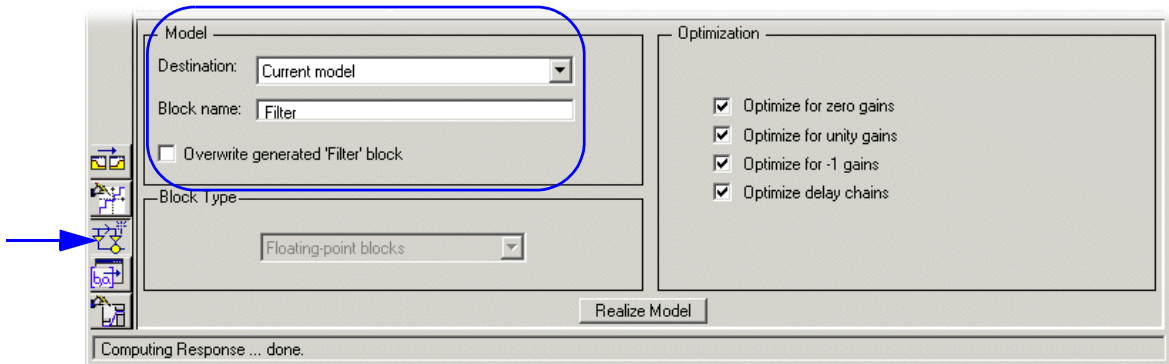 Model
Destination: Current model
Block name: Filter
Overwrite generated 'Filter' block
Block Type
Floating-point blocks
Optimization
Optimize for zero gains
Optimize for unity gains
Optimize for -1 gains
Optimize delay chains
Realize Model
[b,a]
Computing Response ... done.